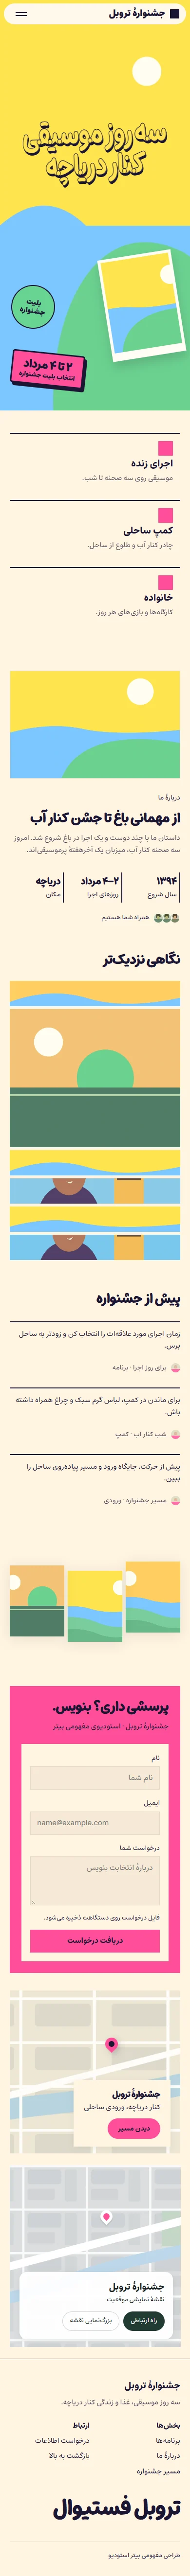 جشنوارهٔ تروبل
سه روز موسیقی
کنار دریاچه
بلیت
جشنواره
۲ تا ۴ مرداد
انتخاب بلیت جشنواره
اجرای زنده
موسیقی روی سه صحنه تا شب.
کمپ ساحلی
چادر کنار آب و طلوع از ساحل.
خانواده
کارگاه‌ها و بازی‌های هر روز.
دربارهٔ ما
از مهمانی باغ تا جشن کنار آب
داستان ما با چند دوست و یک اجرا در باغ شروع شد. امروز
سه صحنه کنار آب، میزبان یک آخرهفتهٔ پرموسیقی‌اند.
۱۳۹۴
سال شروع
۲–۴ مرداد
روزهای اجرا
دریاچه
مکان
همراه شما هستیم
نگاهی نزدیک‌تر
پیش از جشنواره
زمان اجرای مورد علاقه‌ات را انتخاب کن و زودتر به ساحل
برس.
برای روز اجرا · برنامه
برای ماندن در کمپ، لباس گرم سبک و چراغ همراه داشته
باش.
شب کنار آب · کمپ
پیش از حرکت، جایگاه ورود و مسیر پیاده‌روی ساحل را
ببین.
مسیر جشنواره · ورودی
پرسشی داری؟ بنویس.
جشنوارهٔ تروبل · استودیوی مفهومی بیتر
نام
نام شما
ایمیل
name@example.com
درخواست شما
دربارهٔ انتخابت بنویس
فایل درخواست روی دستگاهت ذخیره می‌شود.
دریافت درخواست
جشنوارهٔ تروبل
کنار دریاچه، ورودی ساحلی
دیدن مسیر
جشنوارهٔ تروبل
نقشهٔ نمایشی موقعیت
راه ارتباطی
بزرگ‌نمایی نقشه
جشنوارهٔ تروبل
سه روز موسیقی، غذا و زندگی کنار دریاچه.
بخش‌ها
برنامه‌ها
دربارهٔ ما
مسیر جشنواره
ارتباط
درخواست اطلاعات
بازگشت به بالا
تروبل فستیوال
طراحی مفهومی بیتر استودیو